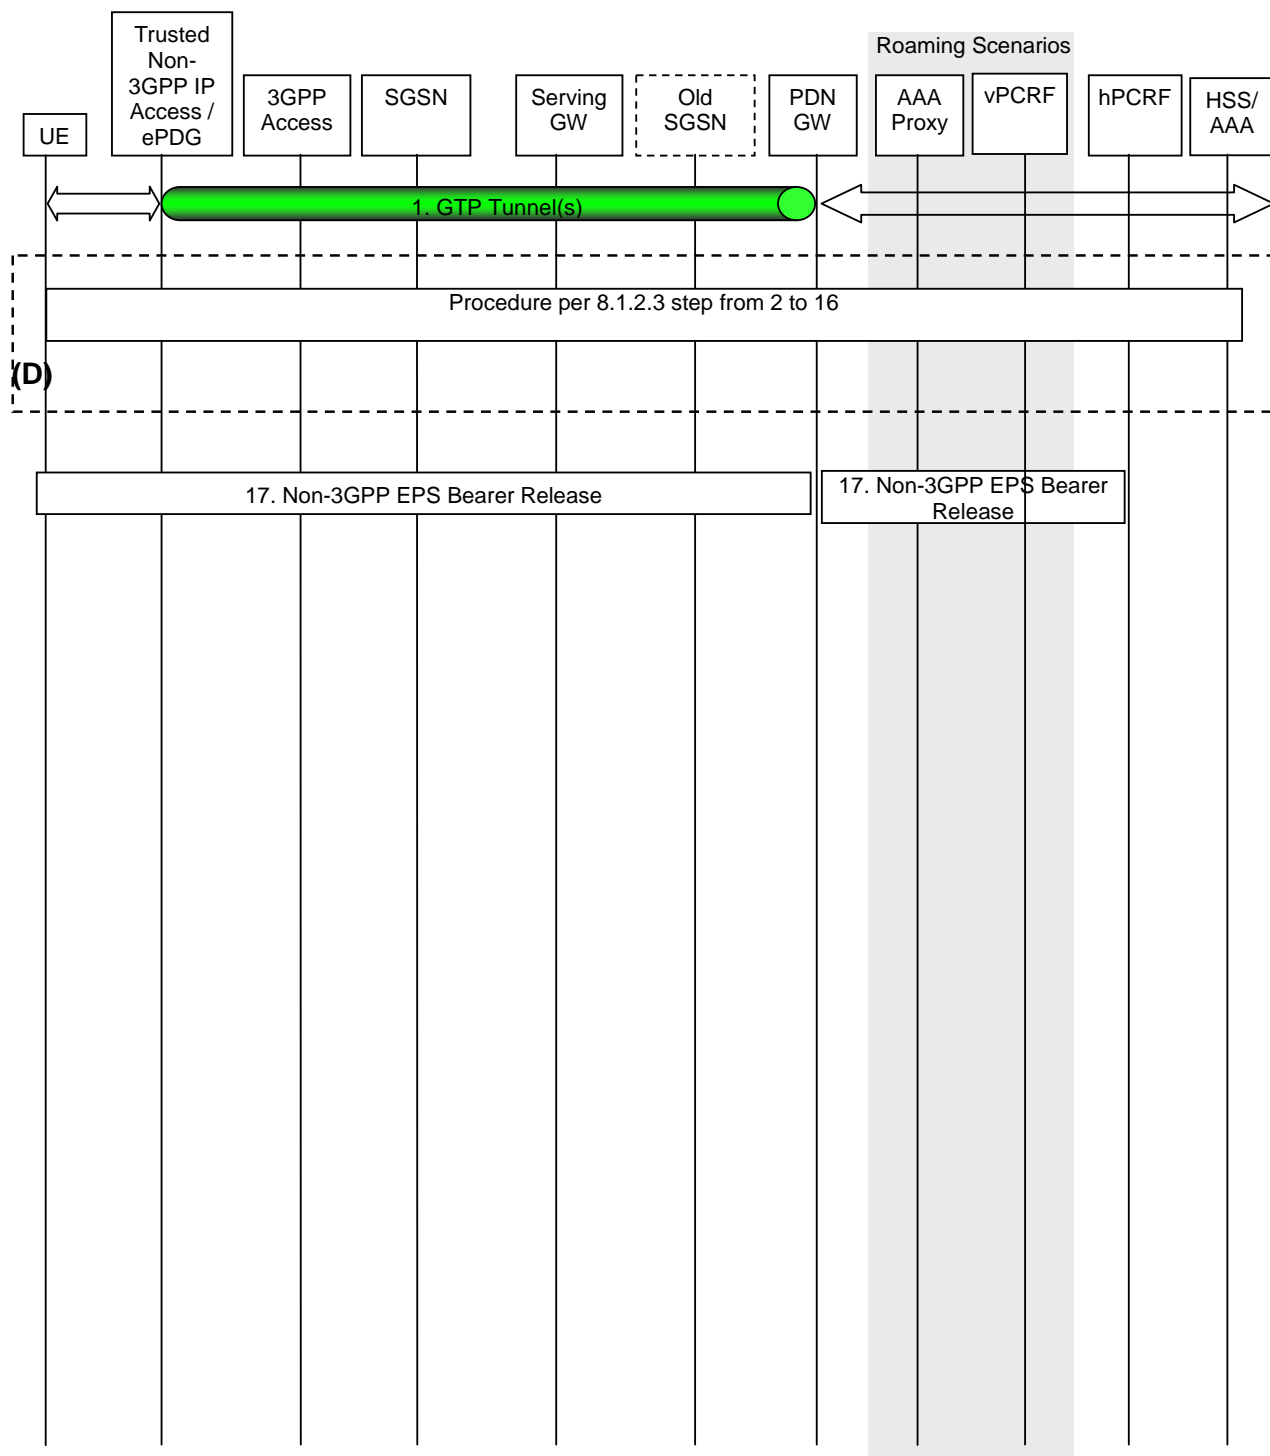 Roaming Scenarios
UE
Trusted
Non-
3GPP IP
Access /
ePDG
3GPP
Access
SGSN
Serving
GW
Old
SGSN
PDN
GW
AAA
Proxy
vPCRF
hPCRF
HSS/
AAA
1. GTP Tunnel(s)
Procedure per 8.1.2.3 step from 2 to 16
(D)
17. Non-3GPP EPS Bearer Release
17. Non-3GPP EPS Bearer
Release